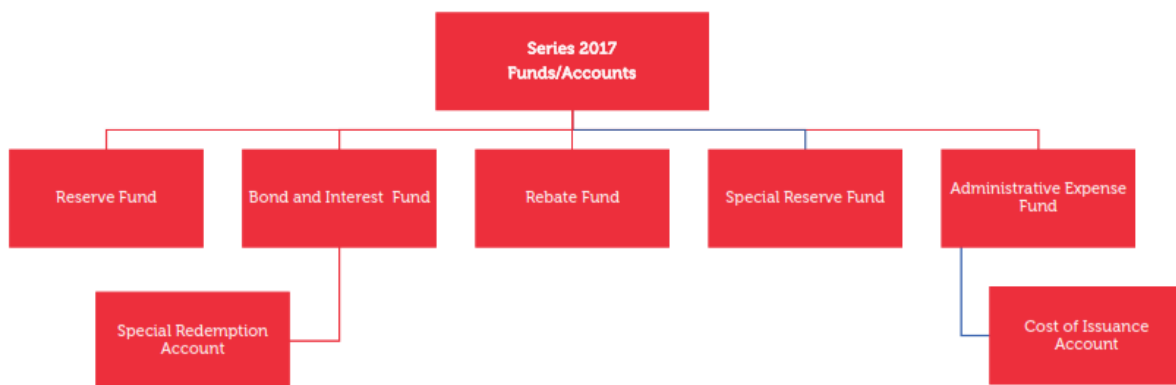 Series 2017
Funds/Accounts
Reserve Fund
Bond and Interest Fund
Rebate Fund
Special Reserve Fund
Administrative Expense
Fund
Special Redemption
Account
Cost of Issuance
Account